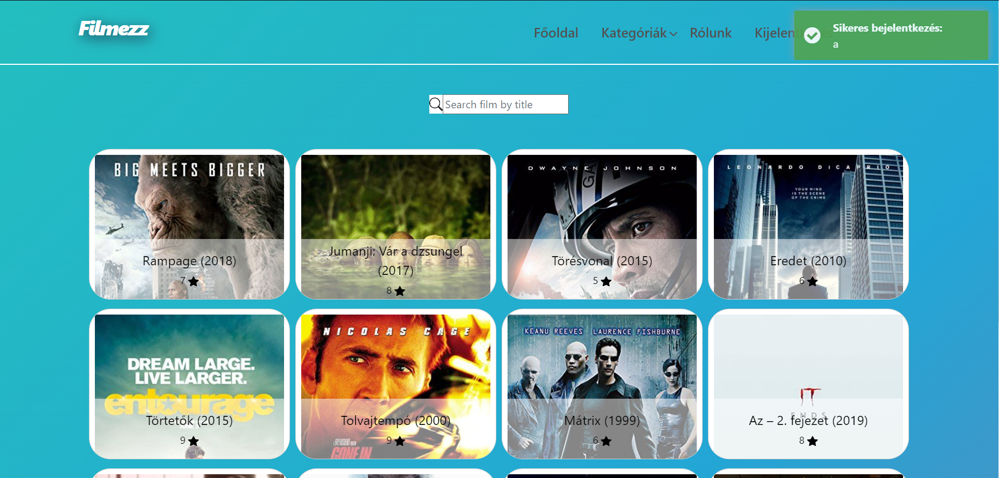 Filmezz
Főoldal
Kategóriák
Rólunk
Kijelentkezés
Sikeres bejelentkezés:
a
Search film by title
BIG MEETS BIGGER
Rampage (2018)
7
Jumanji: Vár a dzsungel
(2017)
8
DWAYNE JOHNSON
GA
Törésvonal (2015)
5
LEONARDO DICAPRIO
YOUR MIND
IS THE SCENE
OF THE CRIME
Eredet (2010)
6
DREAM LARGE.
LIVE LARGER.
entourage
Törtetők (2015)
9
NICOLAS CAGE
Tolvajtempó (2000)
9
GONE IN
KEANU REEVES LAURENCE FISHBURNE
Mátrix (1999)
6
IT
ENDS
Az – 2. fejezet (2019)
8